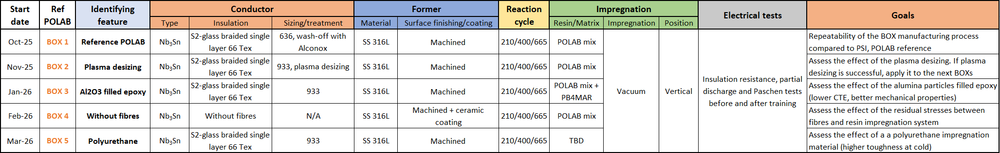 Start date
Ref POLAB
Identifying feature
Conductor
Former
Reaction cycle
Impregnation
Electrical tests
Goals
Type
Insulation
Sizing/treatment
Material
Surface finishing/coating
Resin/Matrix
Impregnation
Position
Oct-25
BOX 1
Reference POLAB
Nb₃Sn
S2-glass braided single
layer 66 Tex
636, wash-off with
Alconox
SS 316L
Machined
210/400/665
POLAB mix
Repeatability of the BOX manufacturing process
compared to PSI, POLAB reference
Nov-25
BOX 2
Plasma desizing
Nb₃Sn
S2-glass braided single
layer 66 Tex
933, plasma desizing
SS 316L
Machined
210/400/665
POLAB mix
Assess the effect of the plasma desizing. If plasma
desizing is successful, apply it to the next BOXs
Jan-26
BOX 3
Al2O3 filled epoxy
Nb₃Sn
S2-glass braided single
layer 66 Tex
933
SS 316L
Machined
210/400/665
POLAB mix +
PB4MAR
Vacuum
Vertical
Insulation resistance, partial
discharge and Paschen tests
before and after training
Assess the effect of the alumina particles filled epoxy
(lower CTE, better mechanical properties)
Feb-26
BOX 4
Without fibres
Nb₃Sn
Without fibres
N/A
SS 316L
Machined + ceramic
coating
210/400/665
POLAB mix
Assess the effect of the residual stresses between
fibres and resin impregnation system
Mar-26
BOX 5
Polyurethane
Nb₃Sn
S2-glass braided single
layer 66 Tex
933
SS 316L
Machined
210/400/665
TBD
Assess the effect of a a polyurethane impregnation
material (higher toughness at cold)